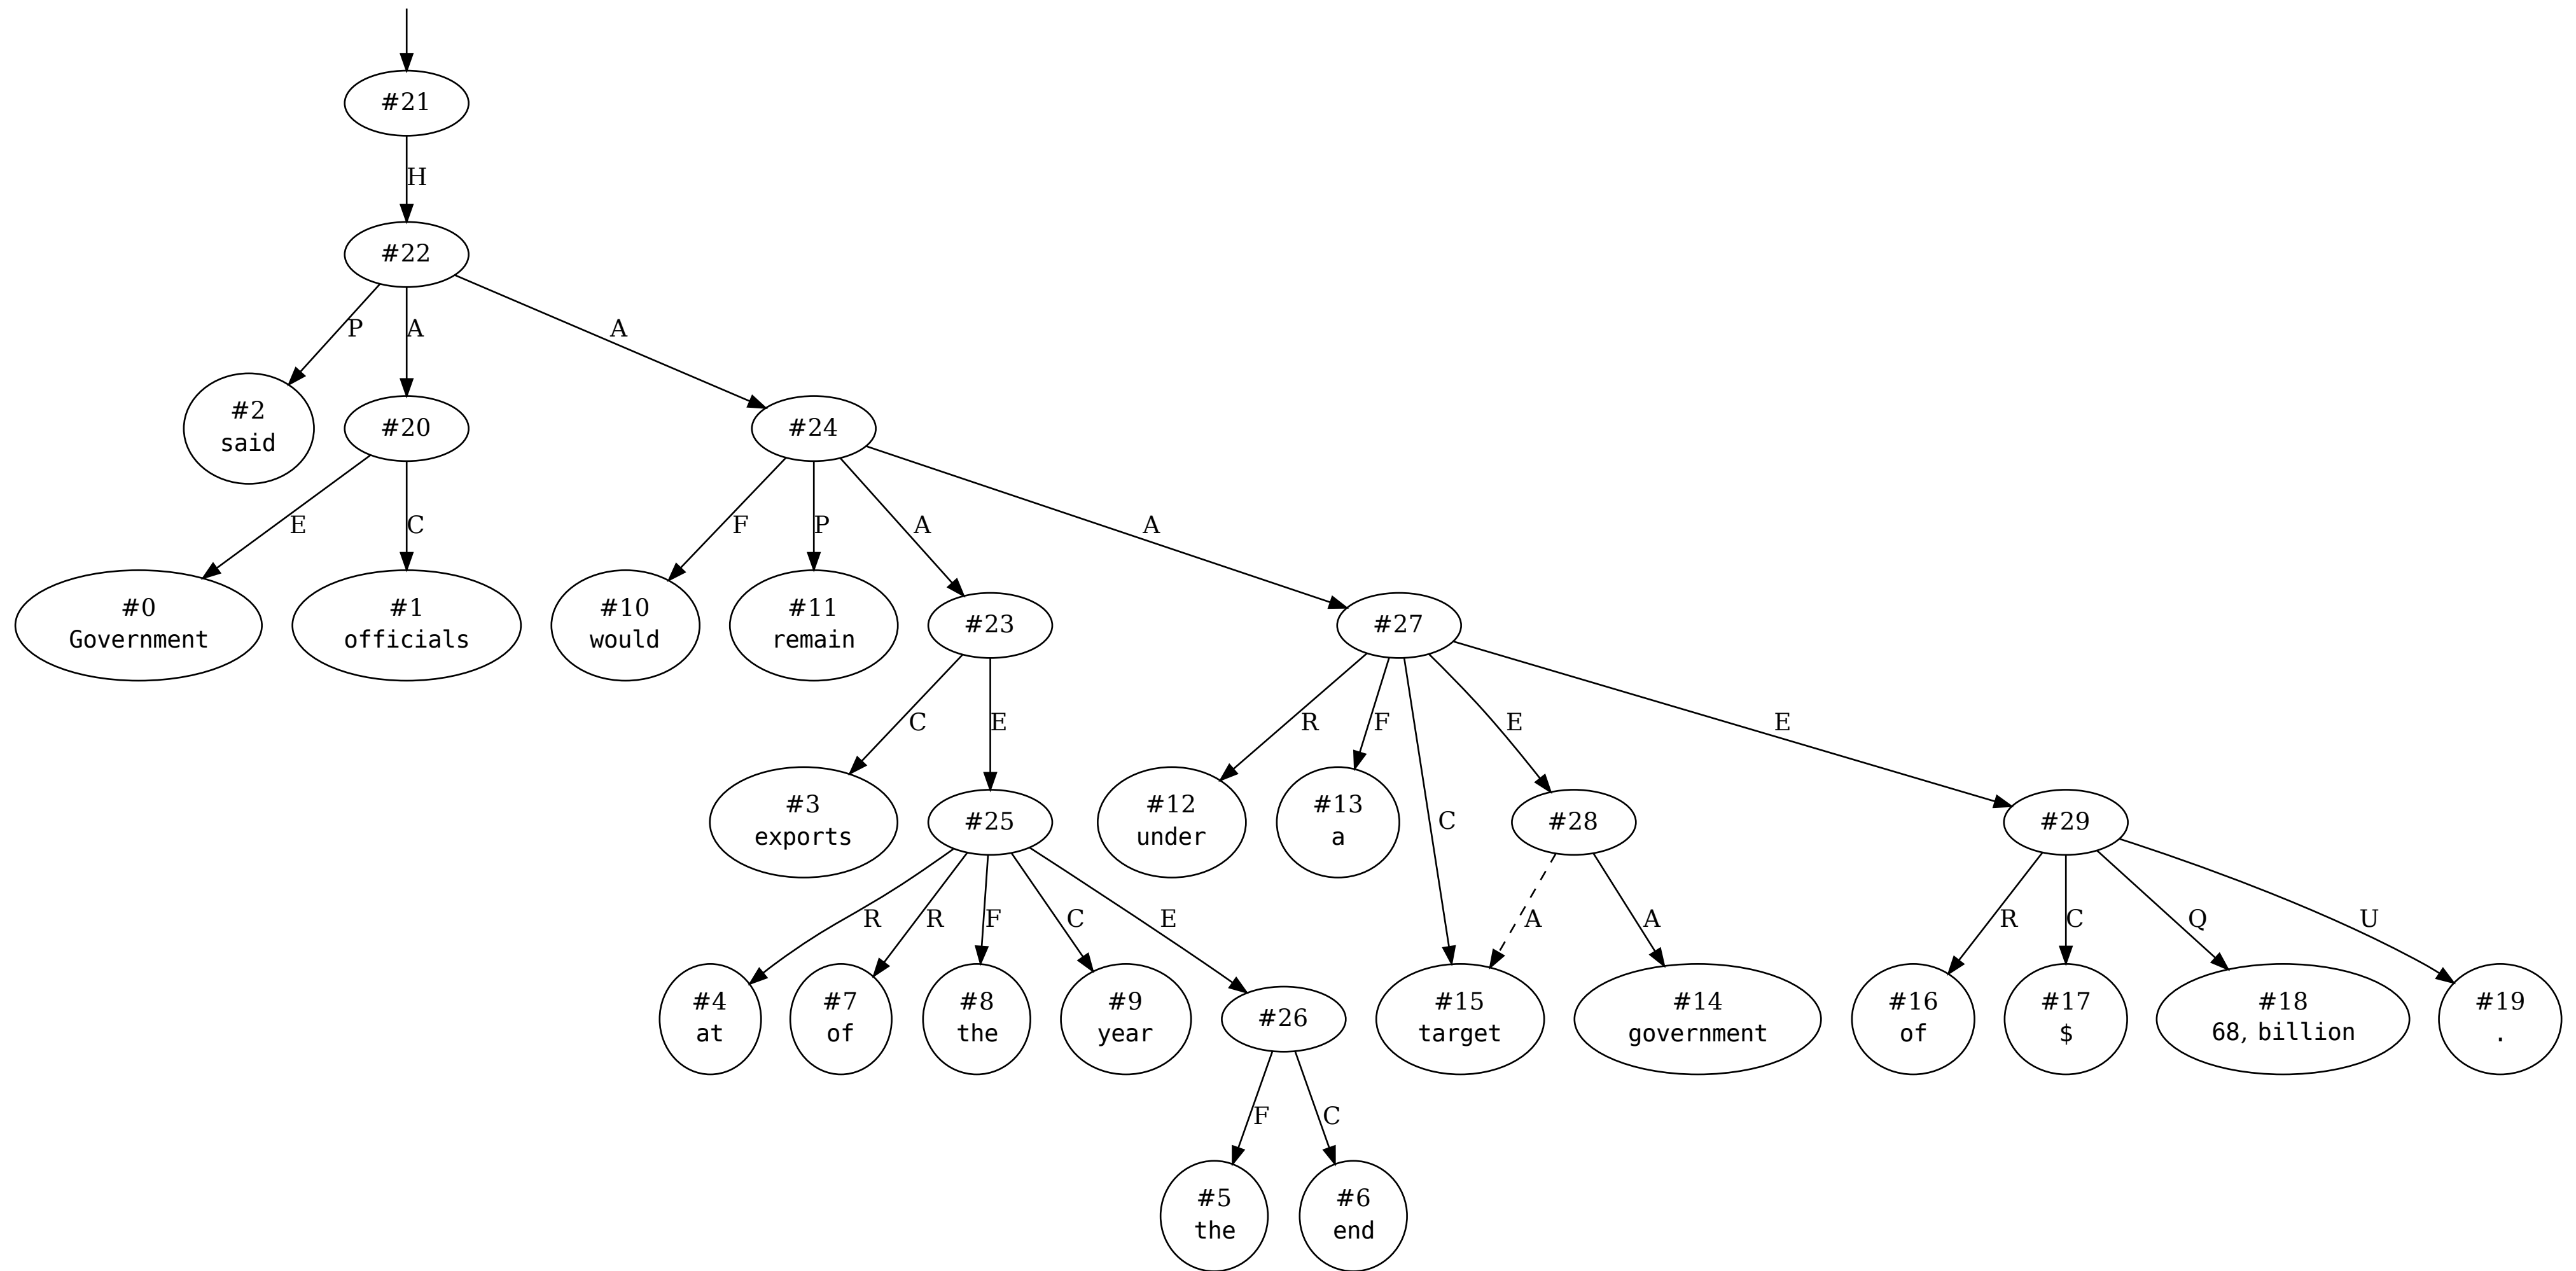 #21
H
#22
P
A
A
#2
said
#20
#24
E
C
F
P
A
A
#0
Government
#1
officials
#10
would
#11
remain
#23
#27
C
E
R
F
C
E
E
#3
exports
#25
#12
under
#13
a
#28
#29
R
R
F
C
E
A
A
R
C
Q
U
#4
at
#7
of
#8
the
#9
year
#26
#15
target
#14
government
#16
of
#17
$
#18
68, billion
#19
.
F
C
#5
the
#6
end